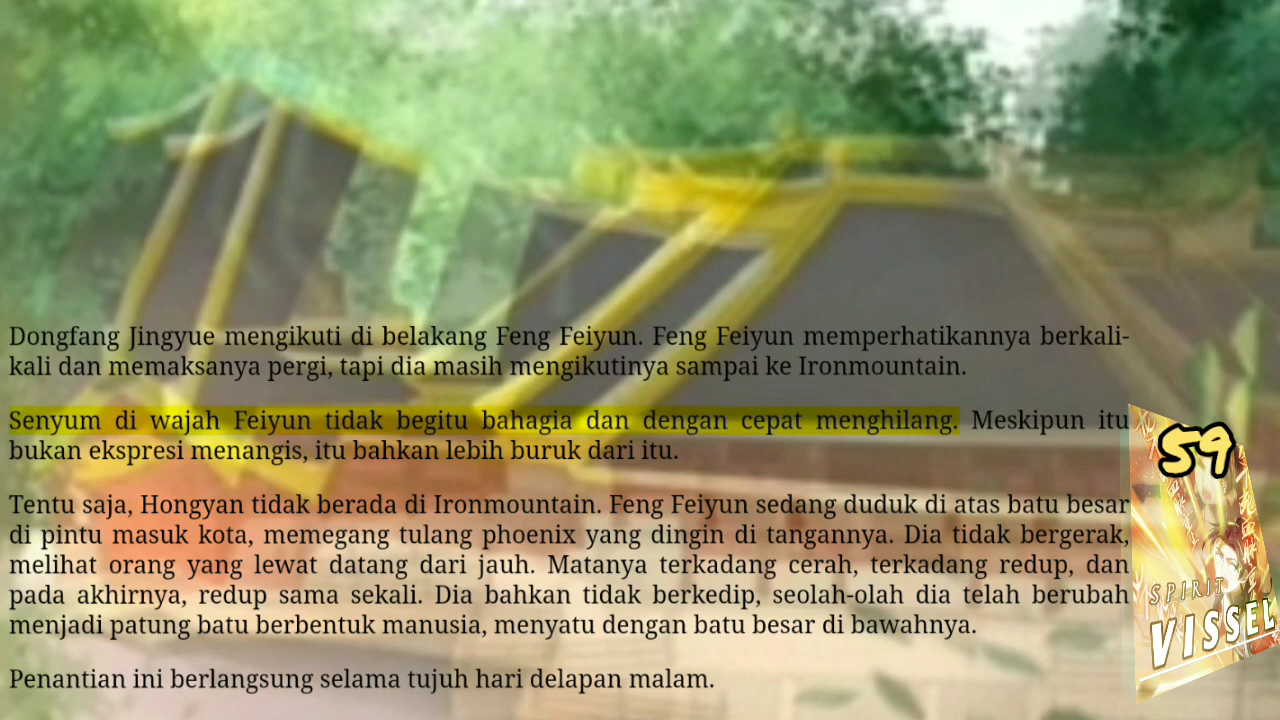 Dongfang Jingyue mengikuti di belakang Feng Feiyun. Feng Feiyun memperhatikannya berkali-
kali dan memaksanya pergi, tapi dia masih mengikutinya sampai ke Ironmountain.
Senyum di wajah Feiyun tidak begitu bahagia dan dengan cepat menghilang. Meskipun itu
bukan ekspresi menangis, itu bahkan lebih buruk dari itu.
Tentu saja, Hongyan tidak berada di Ironmountain. Feng Feiyun sedang duduk di atas batu besar
di pintu masuk kota, memegang tulang phoenix yang dingin di tangannya. Dia tidak bergerak,
melihat orang yang lewat datang dari jauh. Matanya terkadang cerah, terkadang redup, dan
pada akhirnya, redup sama sekali. Dia bahkan tidak berkedip, seolah-olah dia telah berubah
menjadi patung batu berbentuk manusia, menyatu dengan batu besar di bawahnya.
Penantian ini berlangsung selama tujuh hari delapan malam.
59
SPIRIT
VISSEL